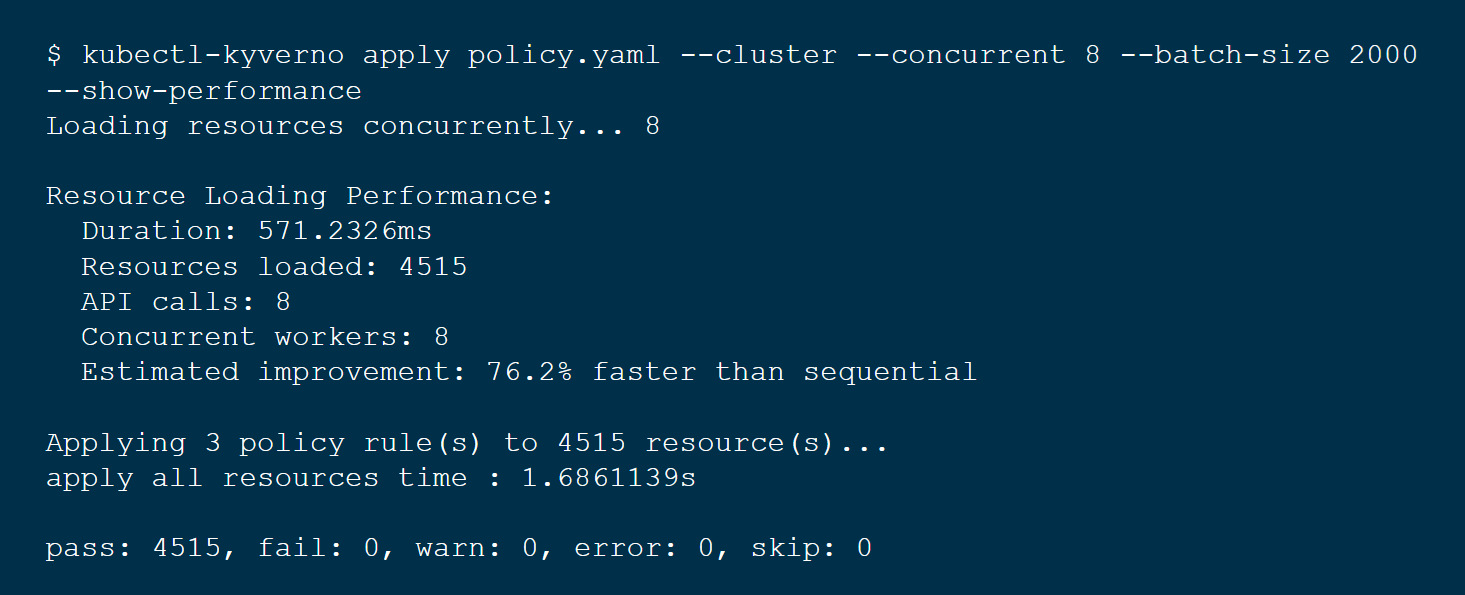 $ kubectl-kyverno apply policy.yaml --cluster --concurrent 8 --batch-size 2000
--show-performance
Loading resources concurrently... 8
Resource Loading Performance:
Duration: 571.2326ms
Resources loaded: 4515
API calls: 8
Concurrent workers: 8
Estimated improvement: 76.2% faster than sequential
Applying 3 policy rule(s) to 4515 resource(s)...
apply all resources time : 1.6861139s
pass: 4515, fail: 0, warn: 0, error: 0, skip: 0